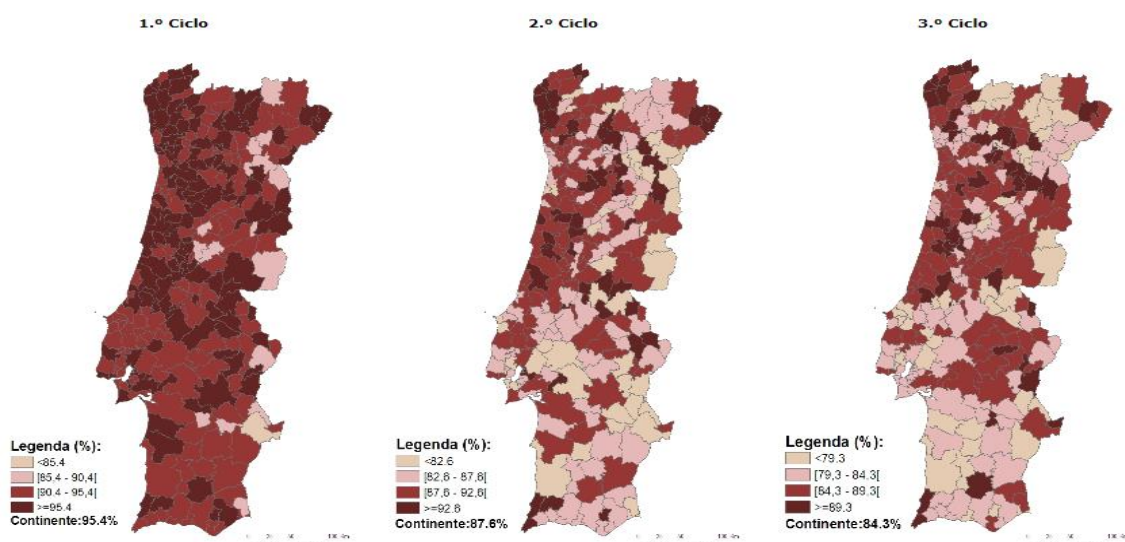 1.º Ciclo
Legenda (%):
<85.4
[85,4 - 90,4[
[90.4 - 95,4[
>=95.4
Continente:95.4%
2.º Ciclo
Legenda (%):
<82.6
[82,6 - 87,6[
[87,6 - 92,6[
>=92.6
Continente:87.6%
3.º Ciclo
Legenda (%):
<79.3
[79,3 - 84.3[
[84,3 - 89,3[
>=89.3
Continente:84.3%